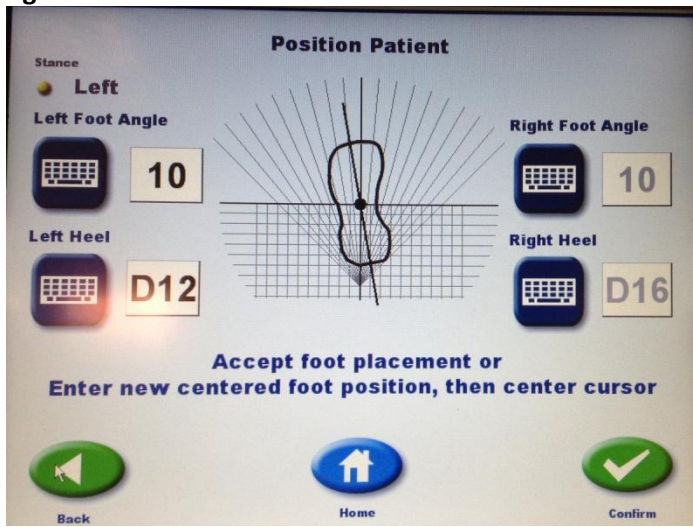 Position Patient
Stance
Left
Left Foot Angle
10
Right Foot Angle
10
Left Heel
D12
Right Heel
D16
Accept foot placement or
Enter new centered foot position, then center cursor
Back
Home
Confirm